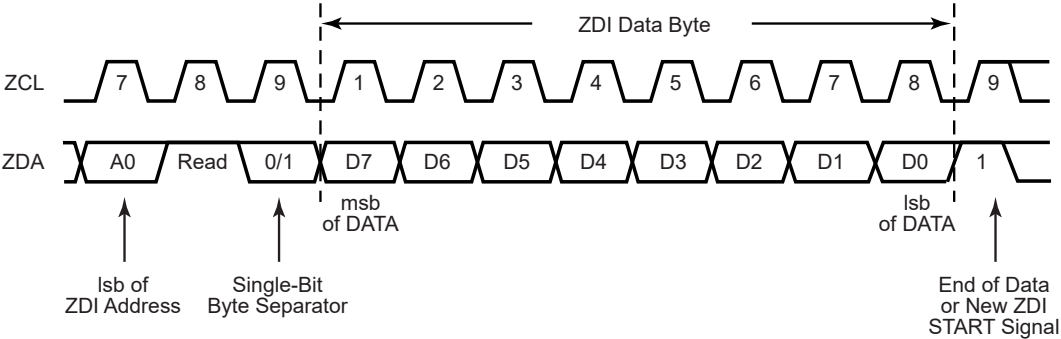 ZDI Data Byte
ZCL 7 8 9 1 2 3 4 5 6 7 8 9
ZDA A0 Read 0/1 D7 D6 D5 D4 D3 D2 D1 D0 1
msb
of DATA
lsb
of DATA
lsb of
ZDI Address
Single-Bit
Byte Separator
End of Data
or New ZDI
START Signal